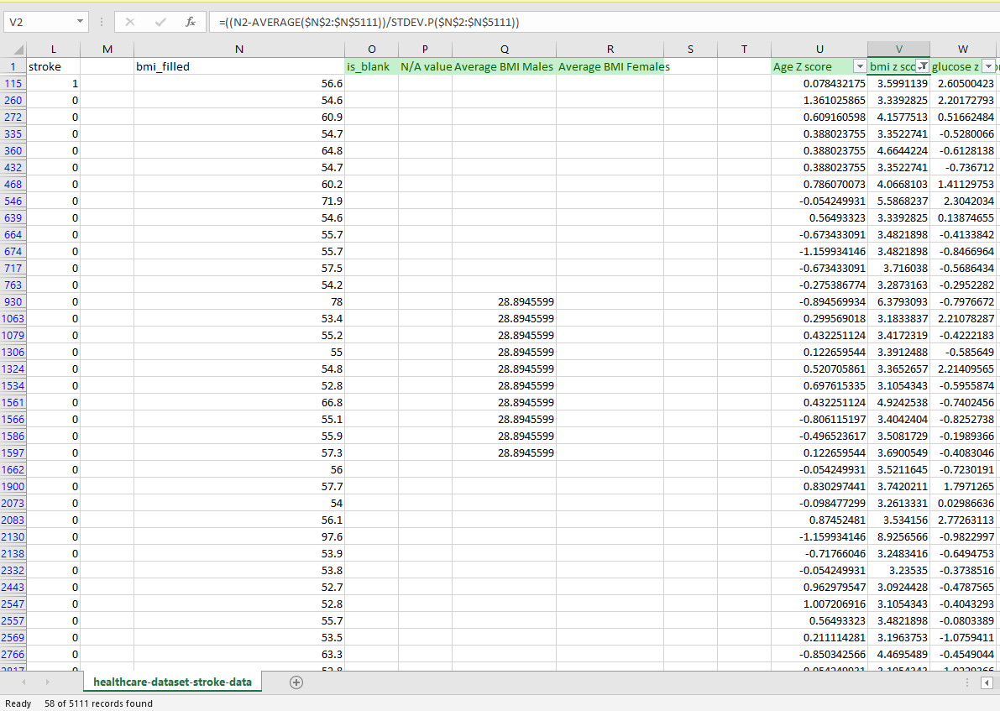 V2 =((N2-AVERAGE($N$2:$N$5111))/STDEV.P($N$2:$N$5111))
L M N O P Q R S T U V W
1 stroke bmi_filled is_blank N/A value Average BMI Males Average BMI Females Age Z score bmi z sco glucose z
115 1 56.6 0.078432175 3.5991139 2.60500423
260 0 54.6 1.361025865 3.3392825 2.20172793
272 0 60.9 0.609160598 4.1577513 0.51662484
335 0 54.7 0.388023755 3.3522741 -0.5280066
360 0 64.8 0.388023755 4.6644224 -0.6128138
432 0 54.7 0.388023755 3.3522741 -0.736712
468 0 60.2 0.786070073 4.0668103 1.41129753
546 0 71.9 -0.054249931 5.5868237 2.3042034
639 0 54.6 0.56493323 3.3392825 0.13874655
664 0 55.7 -0.673433091 3.4821898 -0.4133842
674 0 55.7 -1.159934146 3.4821898 -0.8466964
717 0 57.5 -0.673433091 3.716038 -0.5686434
763 0 54.2 -0.275386774 3.2873163 -0.2952282
930 0 78 28.8945599 -0.894569934 6.3793093 -0.7976672
1063 0 53.4 28.8945599 0.299569018 3.1833837 2.21078287
1079 0 55.2 28.8945599 0.432251124 3.4172319 -0.4222183
1306 0 55 28.8945599 0.122659544 3.3912488 -0.585649
1324 0 54.8 28.8945599 0.520705861 3.3652657 2.21409565
1534 0 52.8 28.8945599 0.697615335 3.1054343 -0.5955874
1561 0 66.8 28.8945599 0.432251124 4.9242538 -0.7402456
1566 0 55.1 28.8945599 -0.806115197 3.4042404 -0.8252738
1586 0 55.9 28.8945599 -0.496523617 3.5081729 -0.1989366
1597 0 57.3 28.8945599 0.122659544 3.6900549 -0.4083046
1662 0 56 -0.054249931 3.5211645 -0.7230191
1900 0 57.7 0.830297441 3.7420211 1.7971265
2073 0 54 -0.098477299 3.2613331 0.02986636
2083 0 56.1 0.87452481 3.534156 2.77263113
2130 0 97.6 -1.159934146 8.9256566 -0.9822997
2138 0 53.9 -0.71766046 3.2483416 -0.6494753
2332 0 53.8 -0.054249931 3.23535 -0.3738516
2443 0 52.7 0.962979547 3.0924428 -0.4787565
2547 0 52.8 1.007206916 3.1054343 -0.4043293
2557 0 55.7 0.56493323 3.4821898 -0.0803389
2569 0 53.5 0.211114281 3.1963753 -1.0759411
2766 0 63.3 -0.850342566 4.4695489 -0.4549044
healthcare-dataset-stroke-data
Ready 58 of 5111 records found